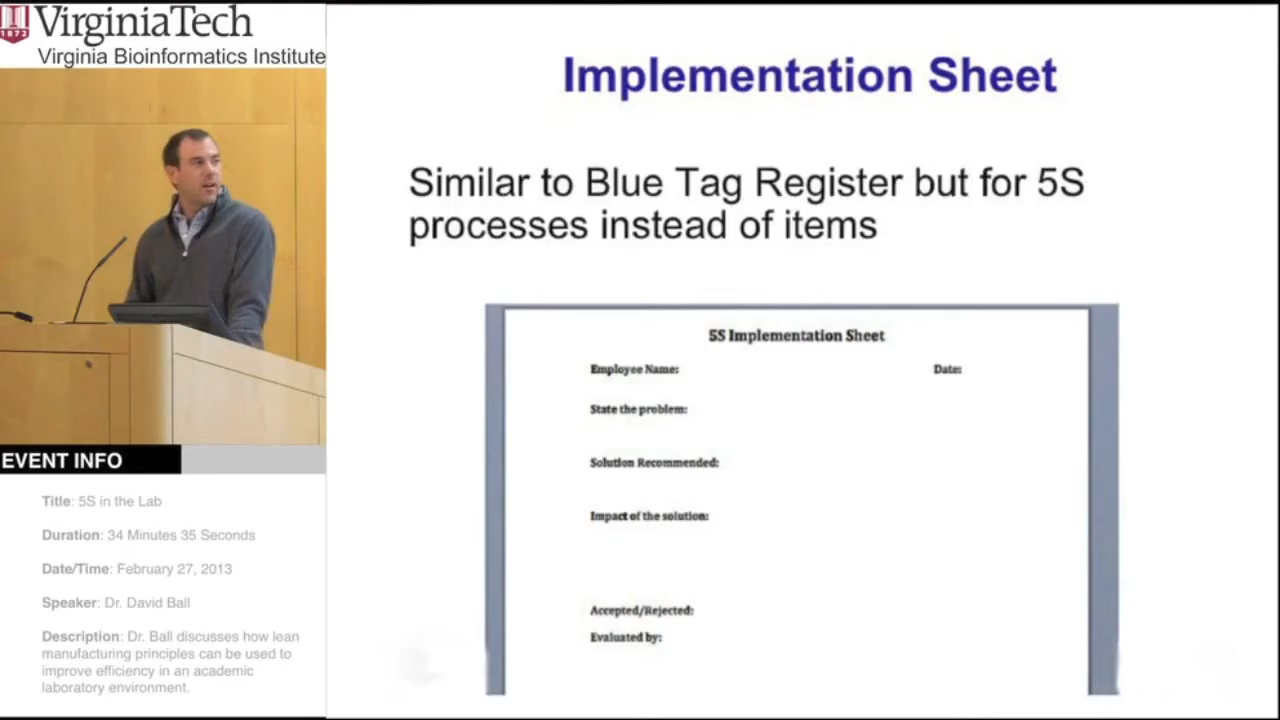 1872
VirginiaTech
Virginia Bioinformatics Institute
EVENT INFO
Title: 5S in the Lab
Duration: 34 Minutes 35 Seconds
Date/Time: February 27, 2013
Speaker: Dr. David Ball
Description: Dr. Ball discusses how lean
manufacturing principles can be used to
improve efficiency in an academic
laboratory environment.
Implementation Sheet
Similar to Blue Tag Register but for 5S
processes instead of items
5S Implementation Sheet
Employee Name: Date:
State the problem:
Solution Recommended:
Impact of the solution:
Accepted/Rejected:
Evaluated by: